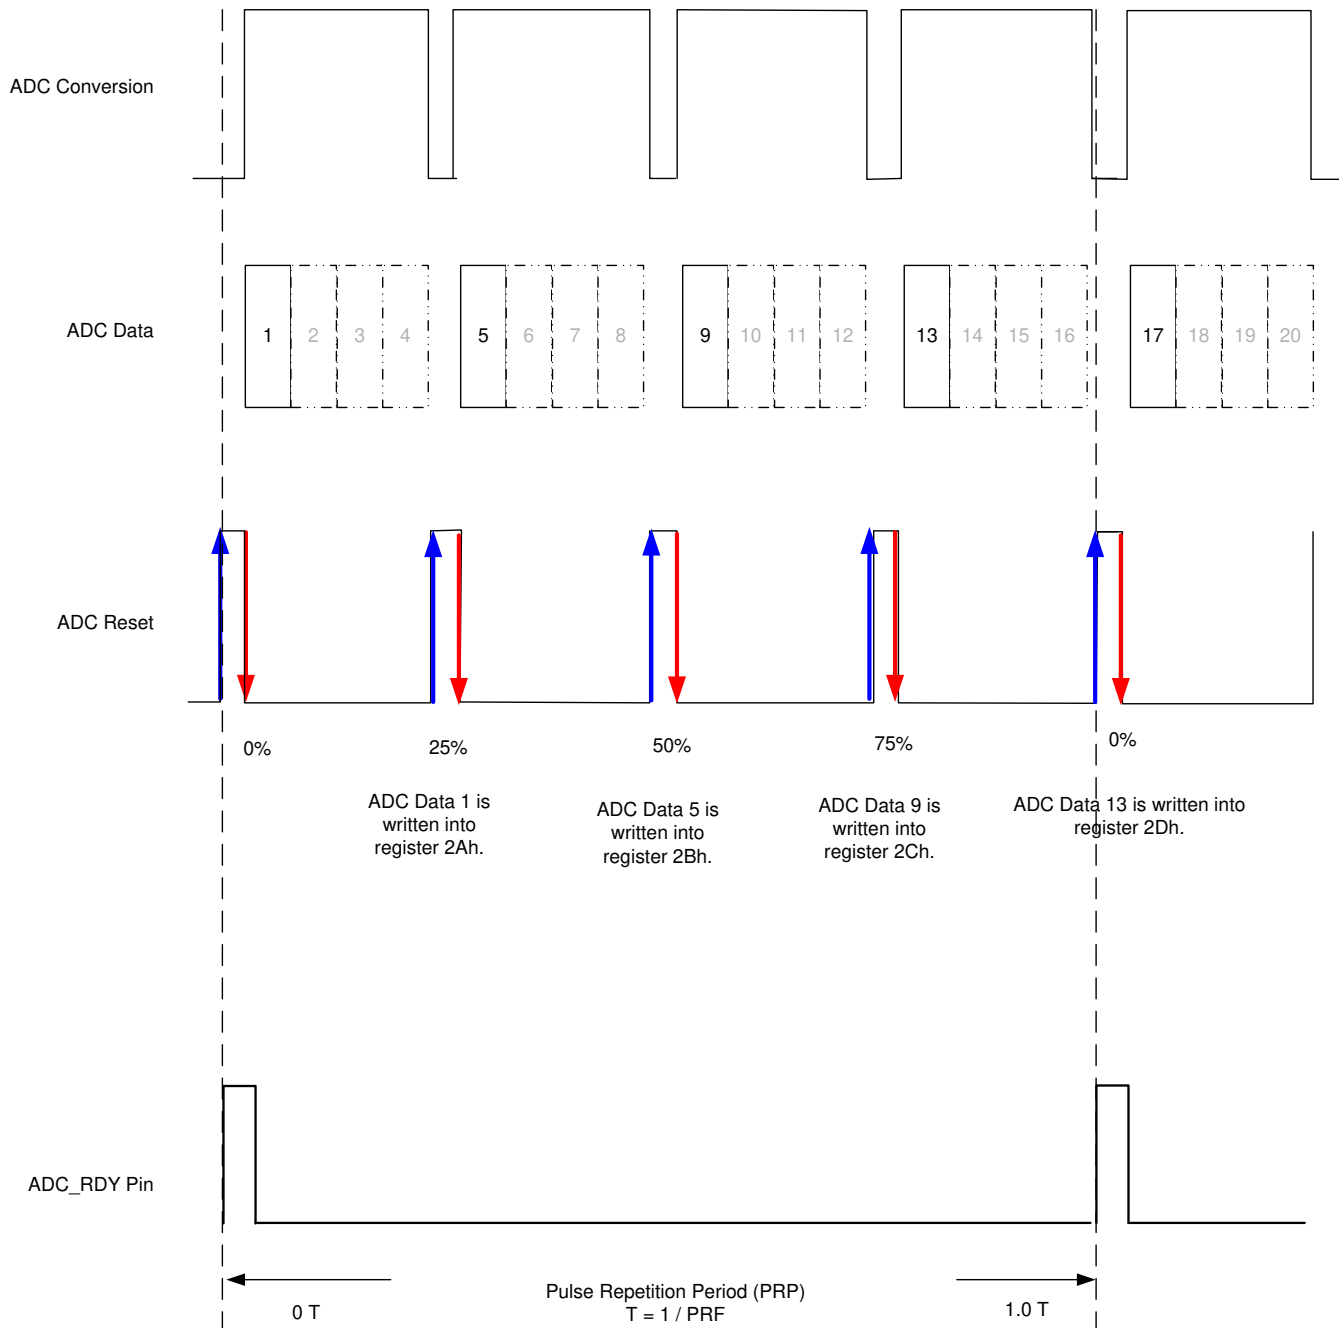 ADC Conversion
ADC Data
1 2 3 4 5 6 7 8 9 10 11 12 13 14 15 16 17 18 19 20
ADC Reset
0% 25% 50% 75% 0%
ADC Data 1 is
written into
register 2Ah.
ADC Data 5 is
written into
register 2Bh.
ADC Data 9 is
written into
register 2Ch.
ADC Data 13 is written into
register 2Dh.
ADC_RDY Pin
0 T
Pulse Repetition Period (PRP)
T = 1 / PRF
1.0 T